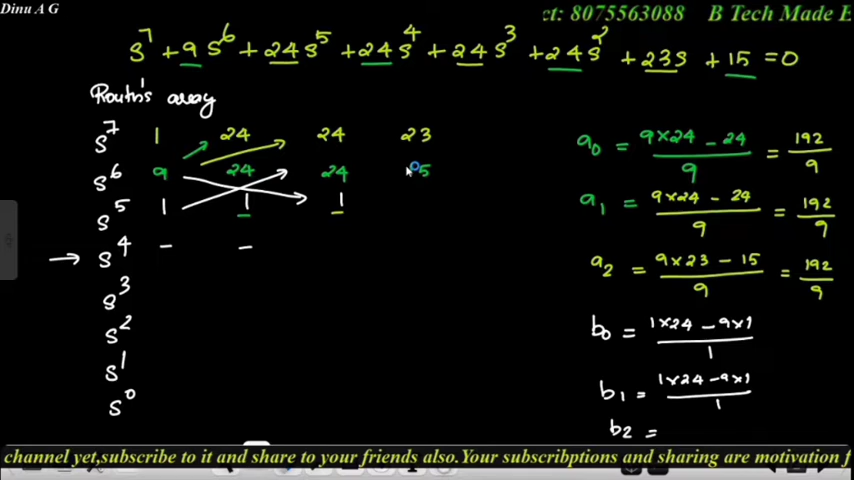 Dinu A G
ct: 8075563088 B Tech Made E
s⁷ + 9s⁶ + 24s⁵ + 24s⁴ + 24s³ + 24s² + 23s + 15 = 0
Routh's array
s⁷ 1 24 24 23
s⁶ 9 24 24 5
s⁵ 1 1 1
→ s⁴ - -
s³
s²
s¹
s⁰
a₀ = (9×24 - 24)/9 = 192/9
a₁ = (9×24 - 24)/9 = 192/9
a₂ = (9×23 - 15)/9 = 192/9
b₀ = (1×24 - 9×1)/1
b₁ = (1×24 - 9×1)/1
b₂ =
channel yet,subscribe to it and share to your friends also.Your subscribptions and sharing are motivation f